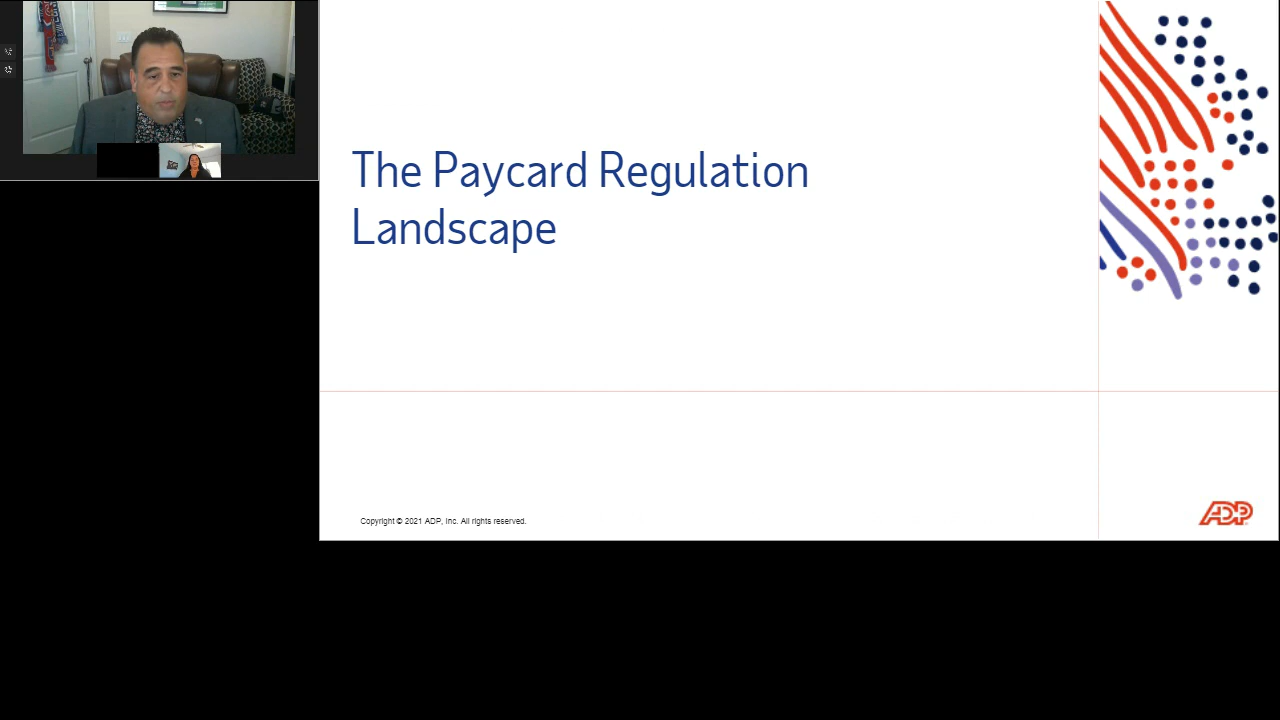 The Paycard Regulation
Landscape
Copyright © 2021 ADP, Inc. All rights reserved.
ADP